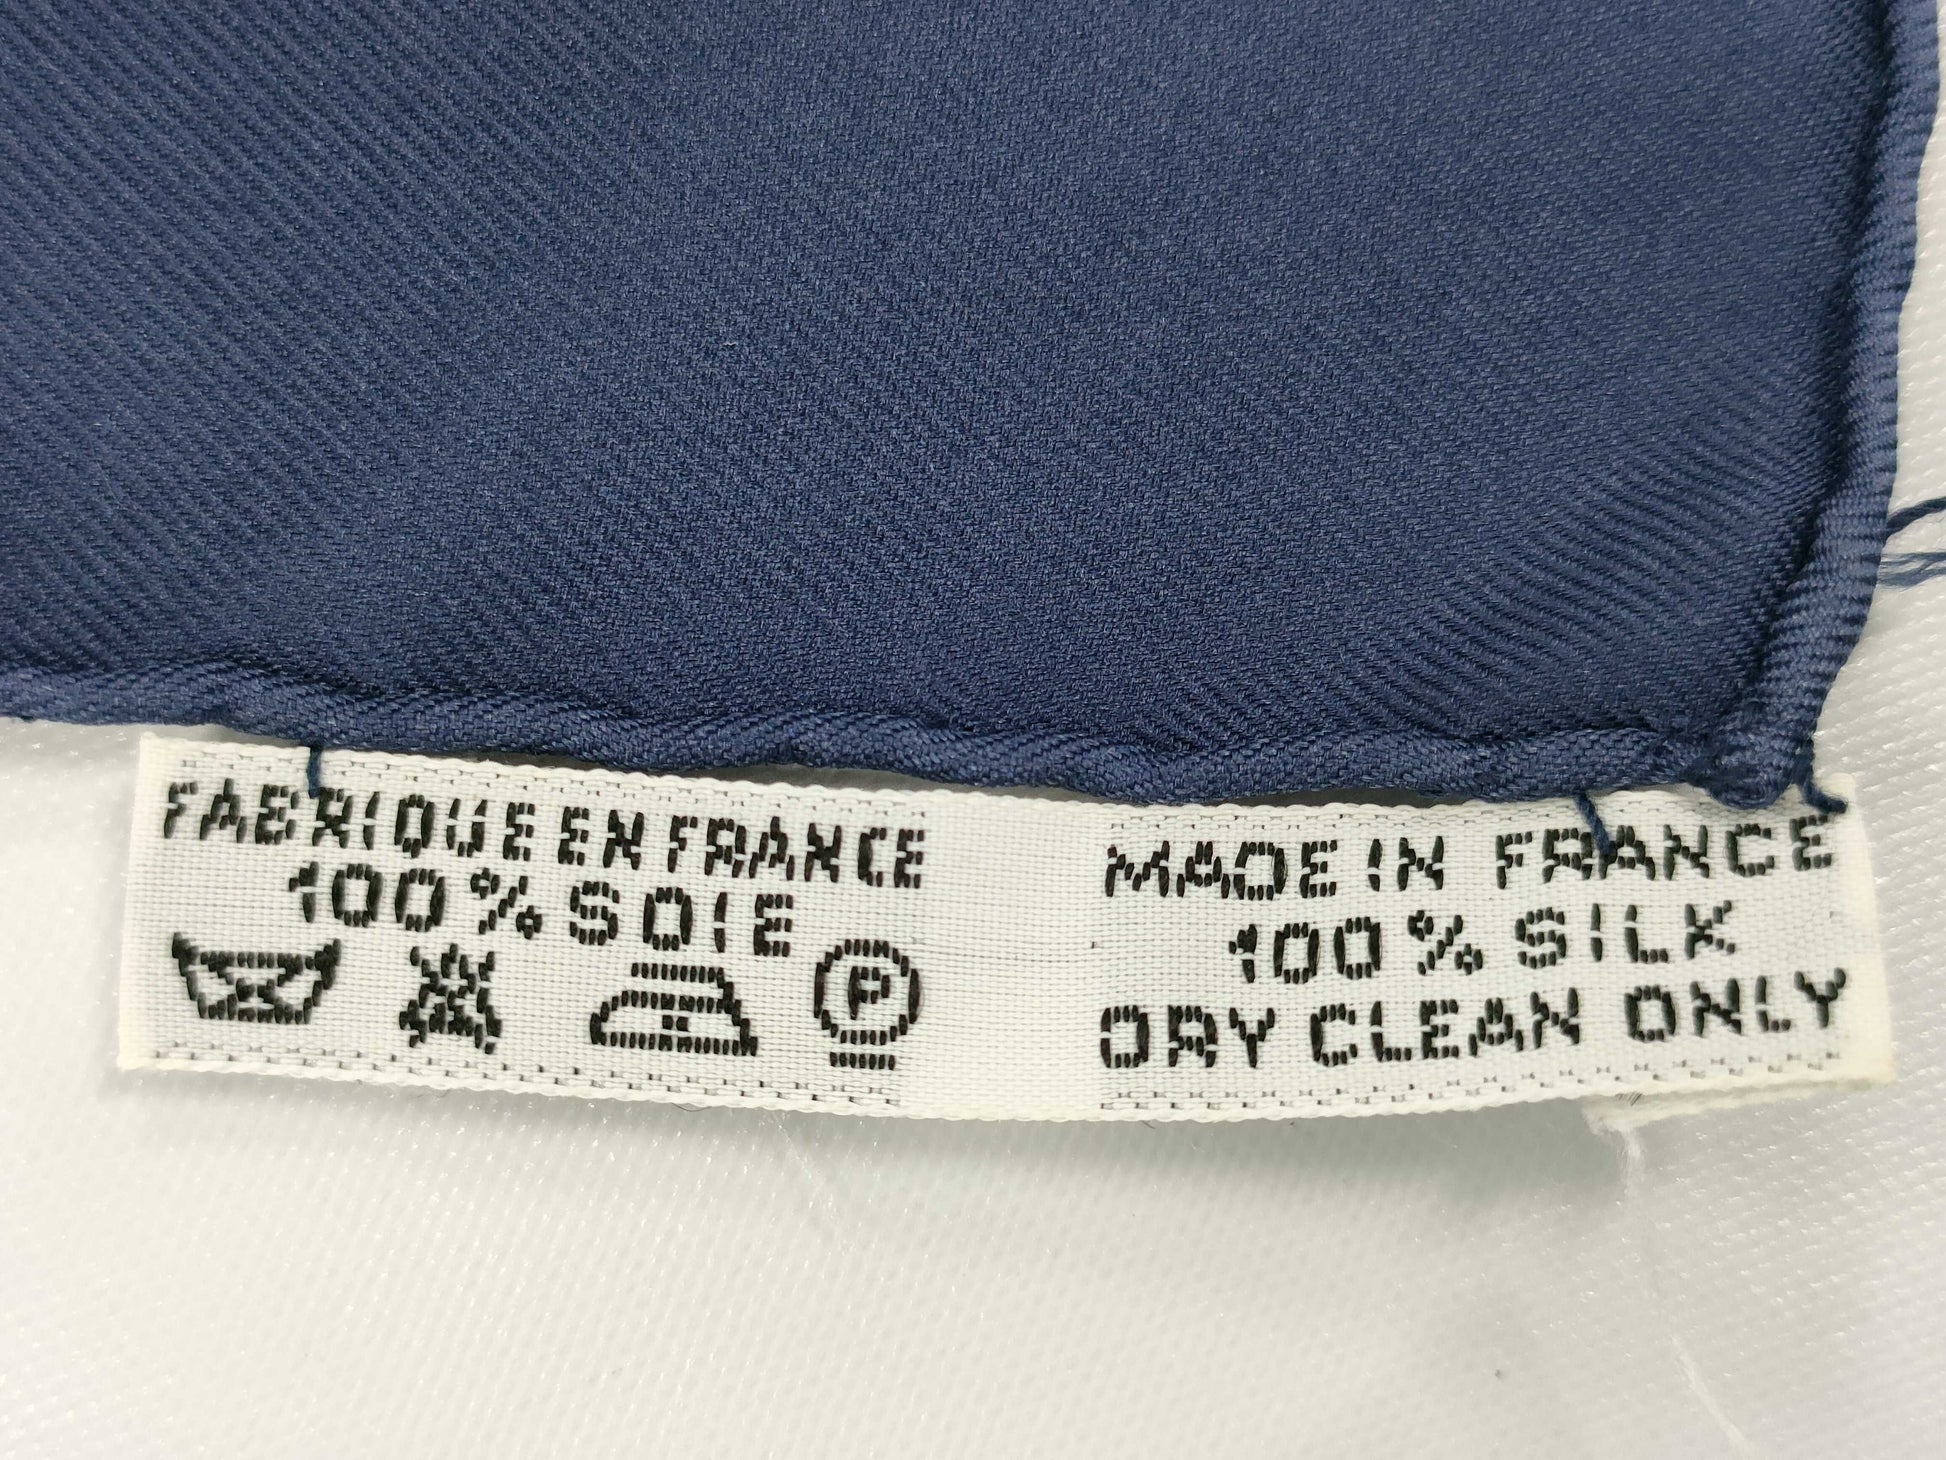 FABRIQUE EN FRANCE
100% SOIE
P
MADE IN FRANCE
100% SILK
DRY CLEAN ONLY